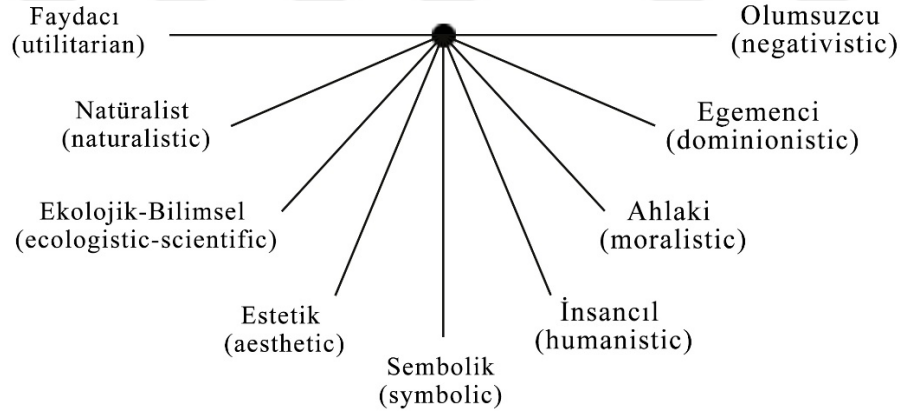 Faydacı
(utilitarian)
Olumsuzcu
(negativistic)
Natüralist
(naturalistic)
Egemenci
(dominionistic)
Ekolojik-Bilimsel
(ecologistic-scientific)
Ahlaki
(moralistic)
Estetik
(aesthetic)
İnsancıl
(humanistic)
Sembolik
(symbolic)